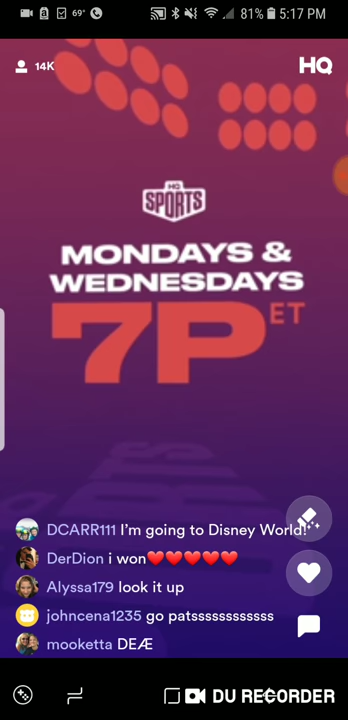 69° 81% 5:17 PM
14K HQ
HQ
SPORTS
MONDAYS &
WEDNESDAYS
7P ET
DCARR111 I'm going to Disney World!
DerDion i won❤️❤️❤️❤️❤️
Alyssa179 look it up
johncena1235 go patsssssssssssss
mooketta DEÆ
DU RECORDER